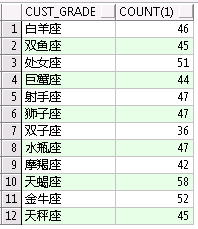 CUST_GRADE COUNT(1)
1 白羊座 46
2 双鱼座 45
3 处女座 51
4 巨蟹座 44
5 射手座 47
6 狮子座 47
7 双子座 36
8 水瓶座 47
9 摩羯座 42
10 天蝎座 58
11 金牛座 52
12 天秤座 45